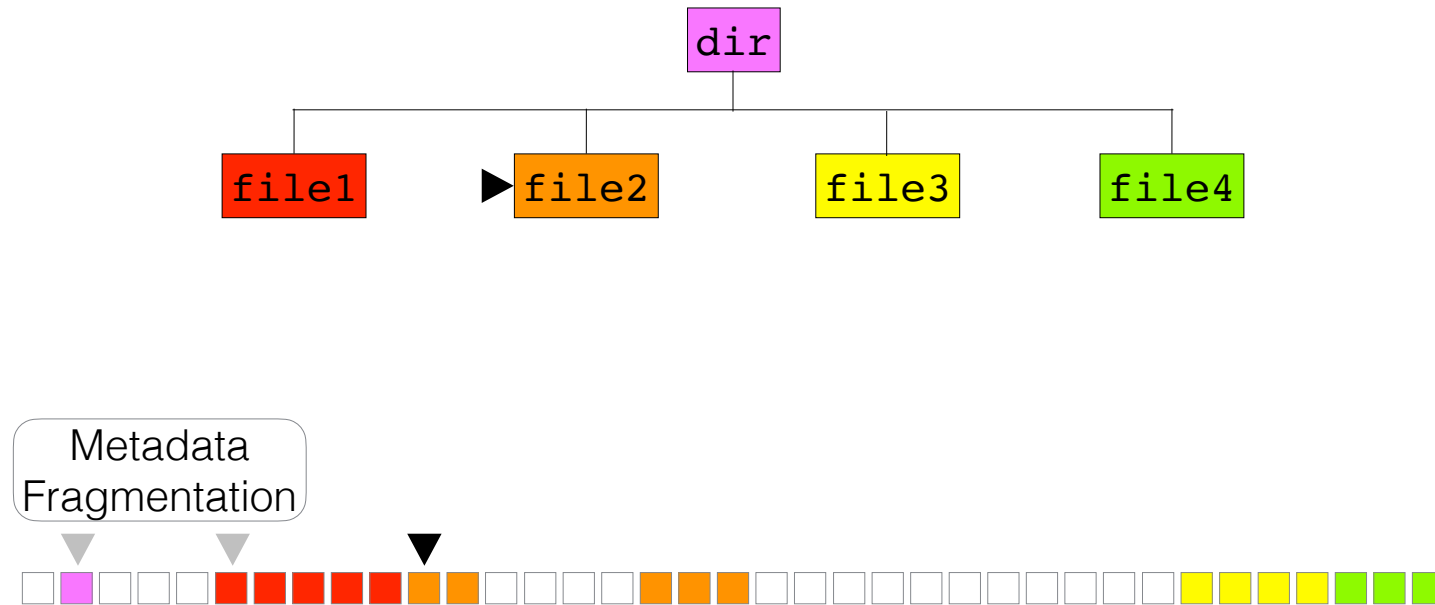 dir
file1
file2
file3
file4
Metadata
Fragmentation